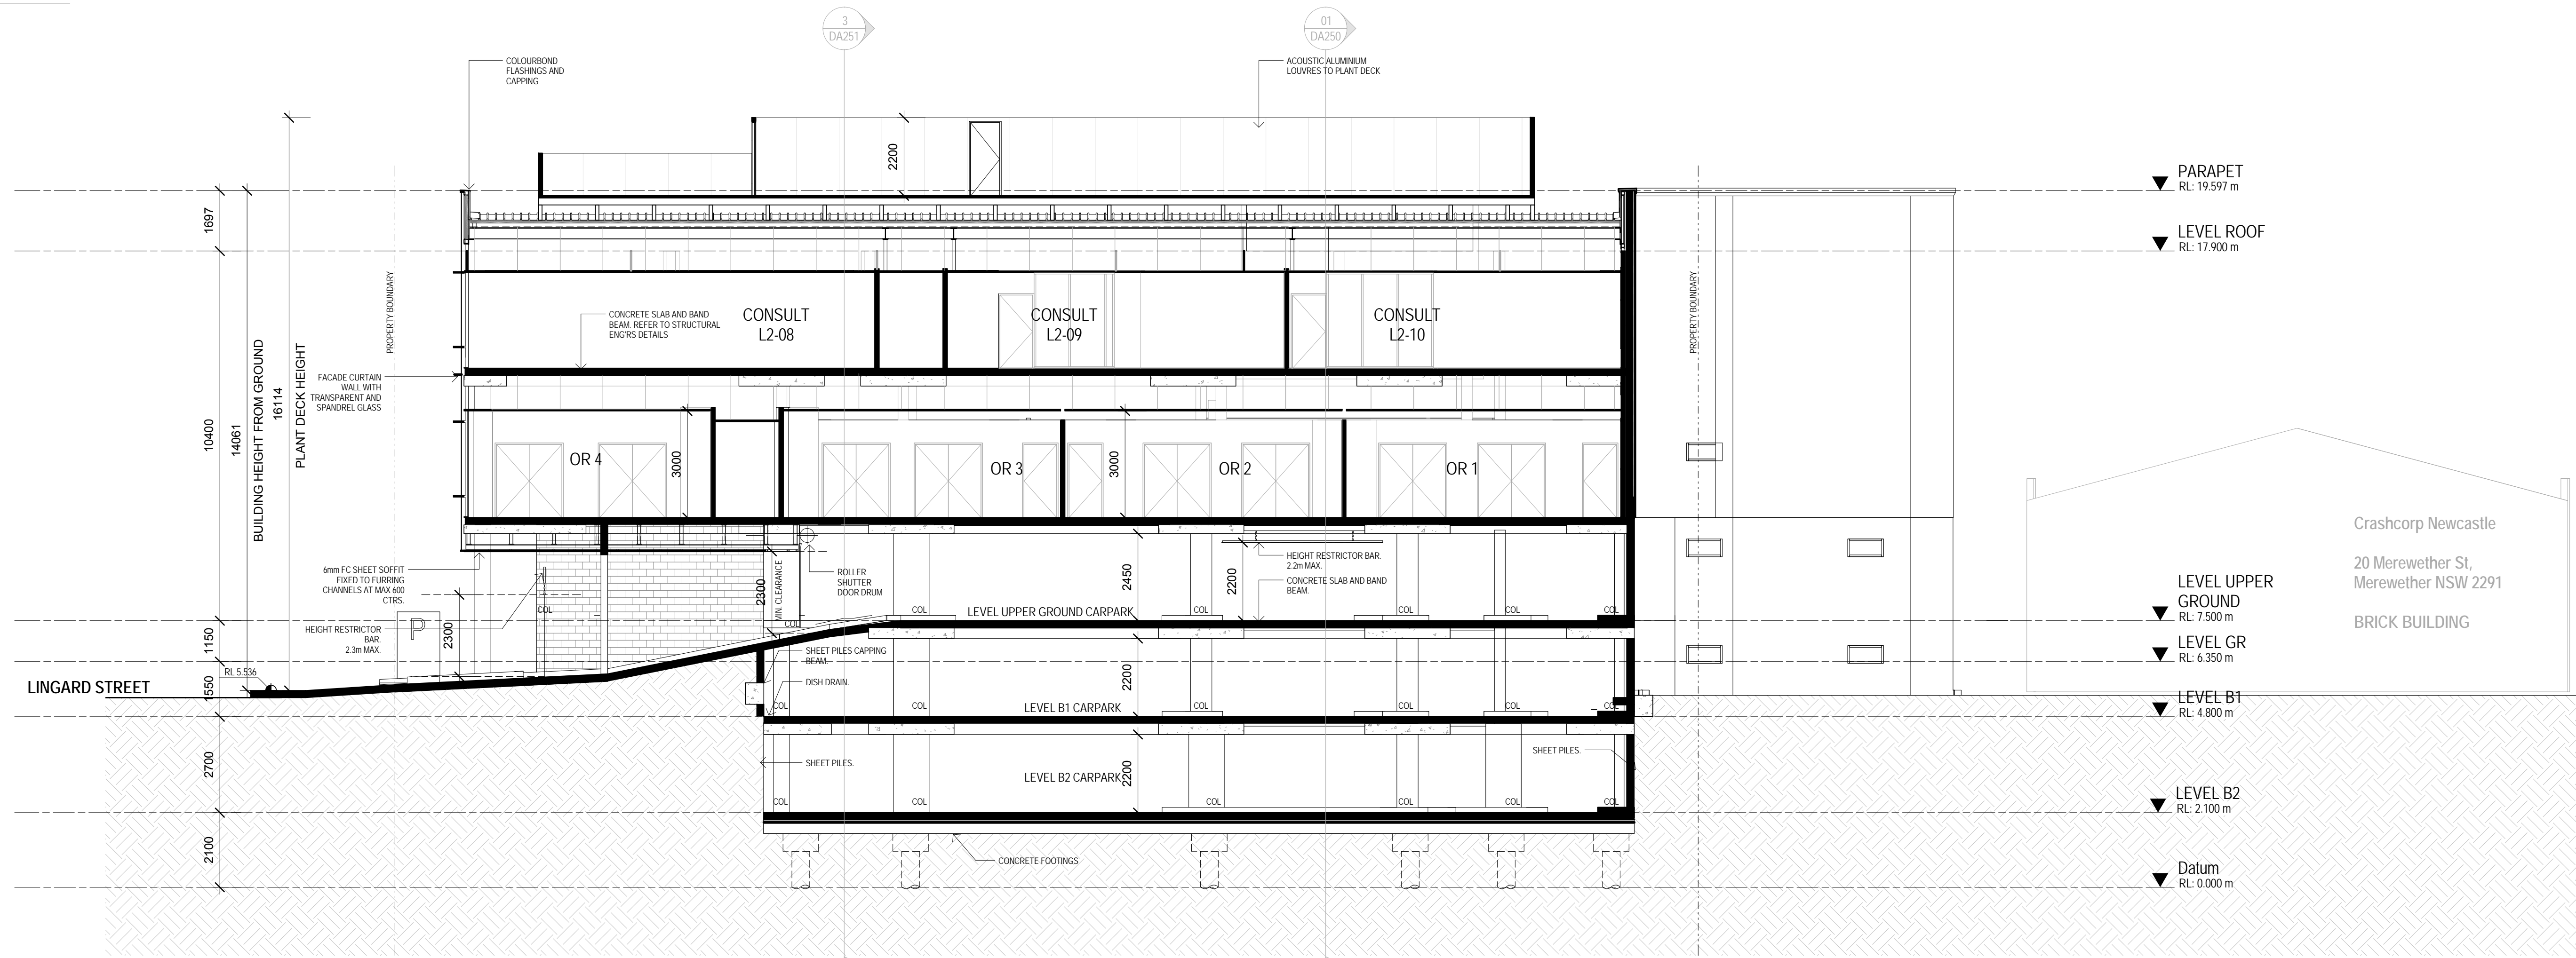 3
DA251
01
DA250
COLOURBOND
FLASHINGS AND
CAPPING
ACOUSTIC ALUMINIUM
LOUVRES TO PLANT DECK
2200
PARAPET
RL: 19.597 m
1697
LEVEL ROOF
RL: 17.900 m
PROPERTY BOUNDARY
PROPERTY BOUNDARY
CONCRETE SLAB AND BAND
BEAM. REFER TO STRUCTURAL
ENG'RS DETAILS
CONSULT
L2-08
CONSULT
L2-09
CONSULT
L2-10
FACADE CURTAIN
WALL WITH
TRANSPARENT AND
SPANDREL GLASS
10400
14061
BUILDING HEIGHT FROM GROUND
16114
PLANT DECK HEIGHT
OR 4
3000
OR 3
3000
OR 2
OR 1
Crashcorp Newcastle
20 Merewether St,
Merewether NSW 2291
BRICK BUILDING
6mm FC SHEET SOFFIT
FIXED TO FURRING
CHANNELS AT MAX 600
CTRS.
ROLLER
SHUTTER
DOOR DRUM
2300
MIN. CLEARANCE
2450
2200
HEIGHT RESTRICTOR BAR.
2.2m MAX.
CONCRETE SLAB AND BAND
BEAM.
LEVEL UPPER
GROUND
RL: 7.500 m
COL
COL
COL
COL
COL
COL
COL
LEVEL UPPER GROUND CARPARK
P
HEIGHT RESTRICTOR
BAR.
2.3m MAX.
2300
1150
SHEET PILES CAPPING
BEAM.
LEVEL GR
RL: 6.350 m
RL 5.536
LINGARD STREET
1550
DISH DRAIN.
2200
LEVEL B1
RL: 4.800 m
COL
COL
COL
COL
COL
COL
LEVEL B1 CARPARK
2700
SHEET PILES.
SHEET PILES.
LEVEL B2 CARPARK
2200
LEVEL B2
RL: 2.100 m
COL
COL
COL
COL
COL
COL
2100
CONCRETE FOOTINGS
Datum
RL: 0.000 m